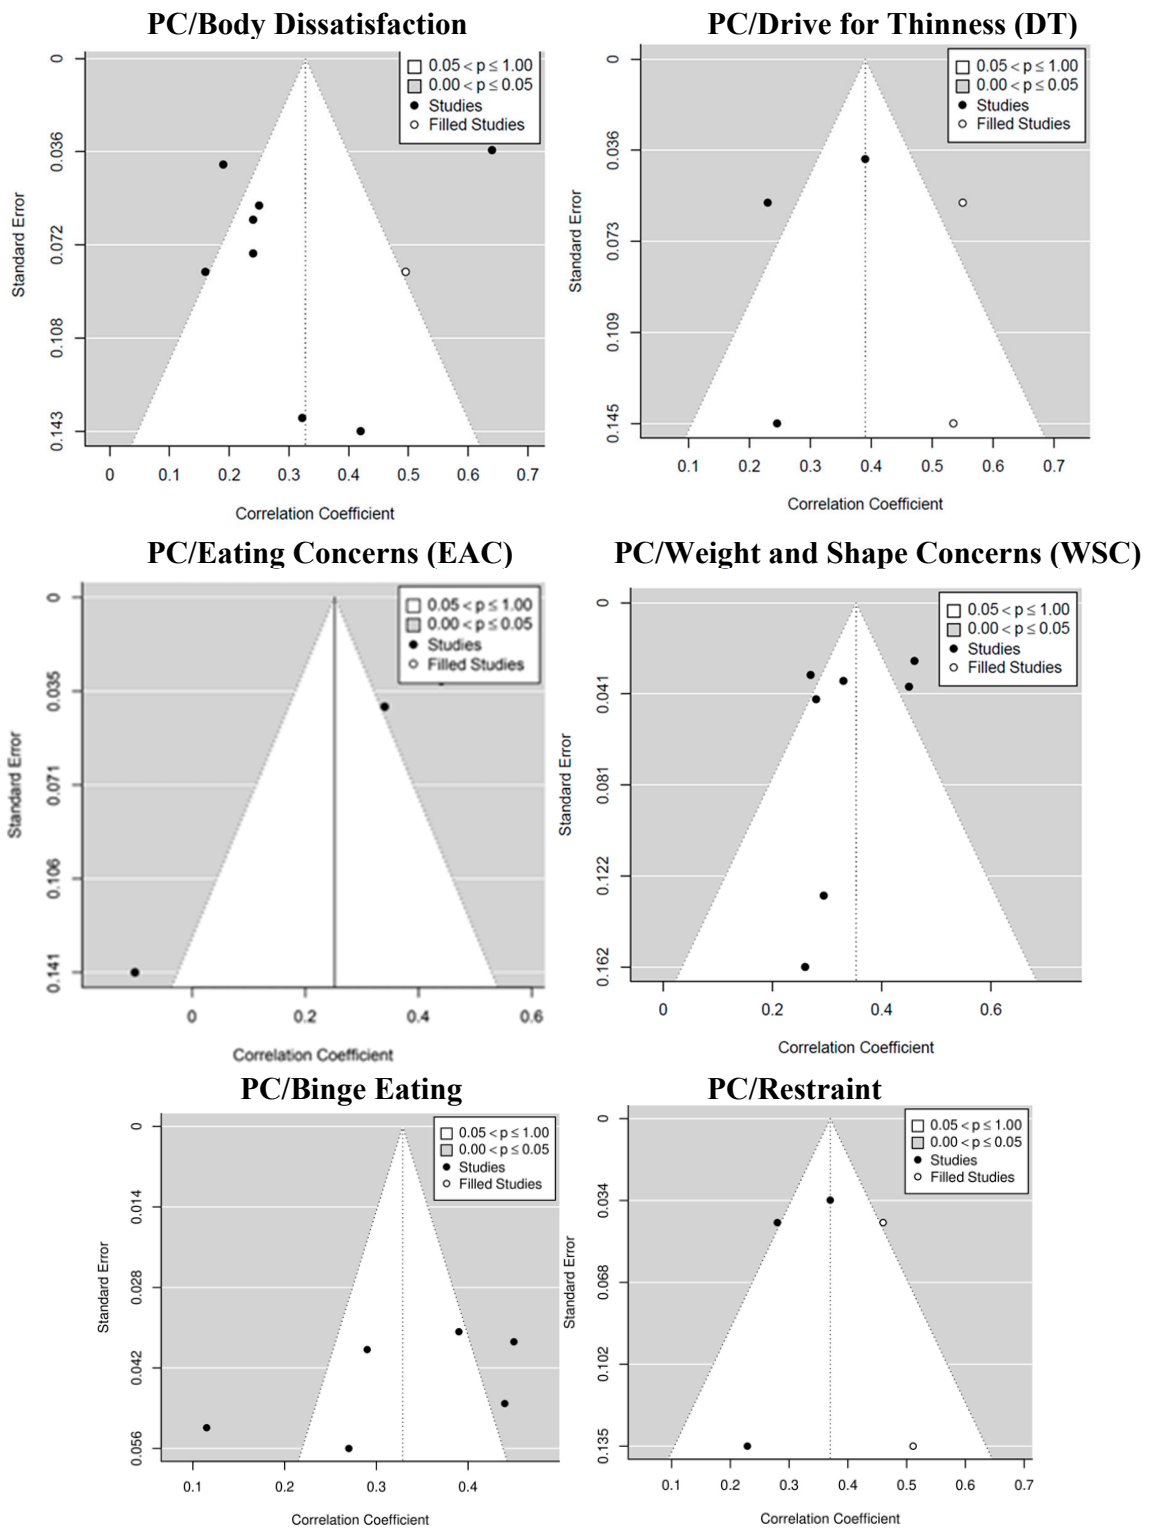 PC/Body Dissatisfaction
0.05 < p ≤ 1.00
0.00 < p ≤ 0.05
Studies
Filled Studies
Standard Error
0
0.036
0.072
0.108
0.143
0 0.1 0.2 0.3 0.4 0.5 0.6 0.7
Correlation Coefficient
PC/Drive for Thinness (DT)
0.05 < p ≤ 1.00
0.00 < p ≤ 0.05
Studies
Filled Studies
Standard Error
0
0.036
0.073
0.109
0.145
0.1 0.2 0.3 0.4 0.5 0.6 0.7
Correlation Coefficient
PC/Eating Concerns (EAC)
0.05 < p ≤ 1.00
0.00 < p ≤ 0.05
Studies
Filled Studies
Standard Error
0
0.035
0.071
0.106
0.141
0 0.2 0.4 0.6
Correlation Coefficient
PC/Weight and Shape Concerns (WSC)
0.05 < p ≤ 1.00
0.00 < p ≤ 0.05
Studies
Filled Studies
Standard Error
0
0.041
0.081
0.122
0.162
0 0.2 0.4 0.6
Correlation Coefficient
PC/Binge Eating
0.05 < p ≤ 1.00
0.00 < p ≤ 0.05
Studies
Filled Studies
Standard Error
0
0.014
0.028
0.042
0.056
0.1 0.2 0.3 0.4
Correlation Coefficient
PC/Restraint
0.05 < p ≤ 1.00
0.00 < p ≤ 0.05
Studies
Filled Studies
Standard Error
0
0.034
0.068
0.102
0.135
0.1 0.2 0.3 0.4 0.5 0.6 0.7
Correlation Coefficient